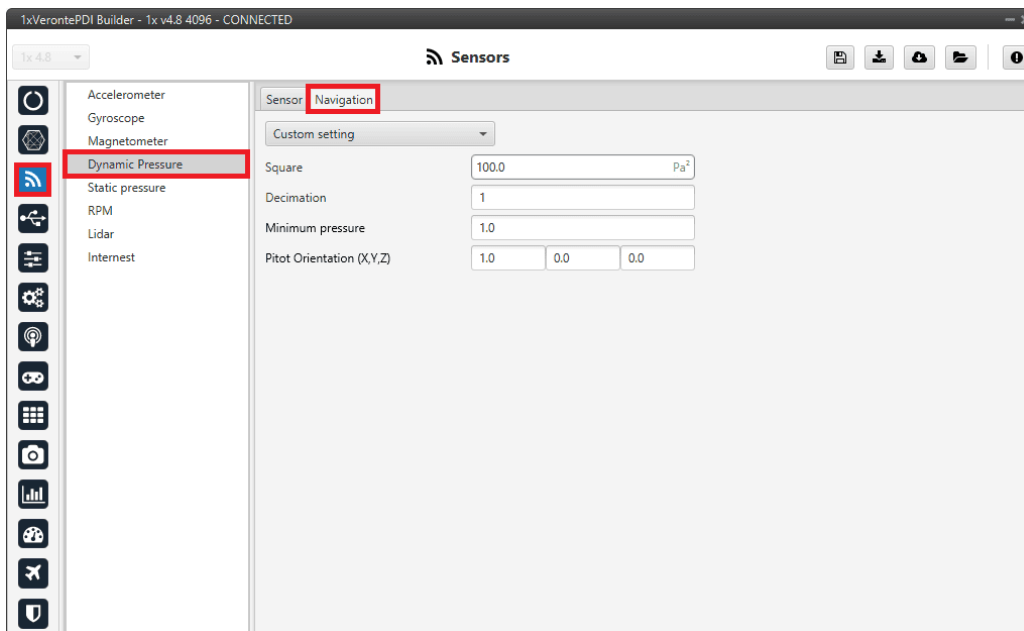 1xVerontePDI Builder - 1x v4.8 4096 - CONNECTED
1x 4.8
Sensors
Accelerometer
Gyroscope
Magnetometer
Dynamic Pressure
Static pressure
RPM
Lidar
Internest
Sensor Navigation
Custom setting
Square 100.0 Pa²
Decimation 1
Minimum pressure 1.0
Pitot Orientation (X,Y,Z) 1.0 0.0 0.0